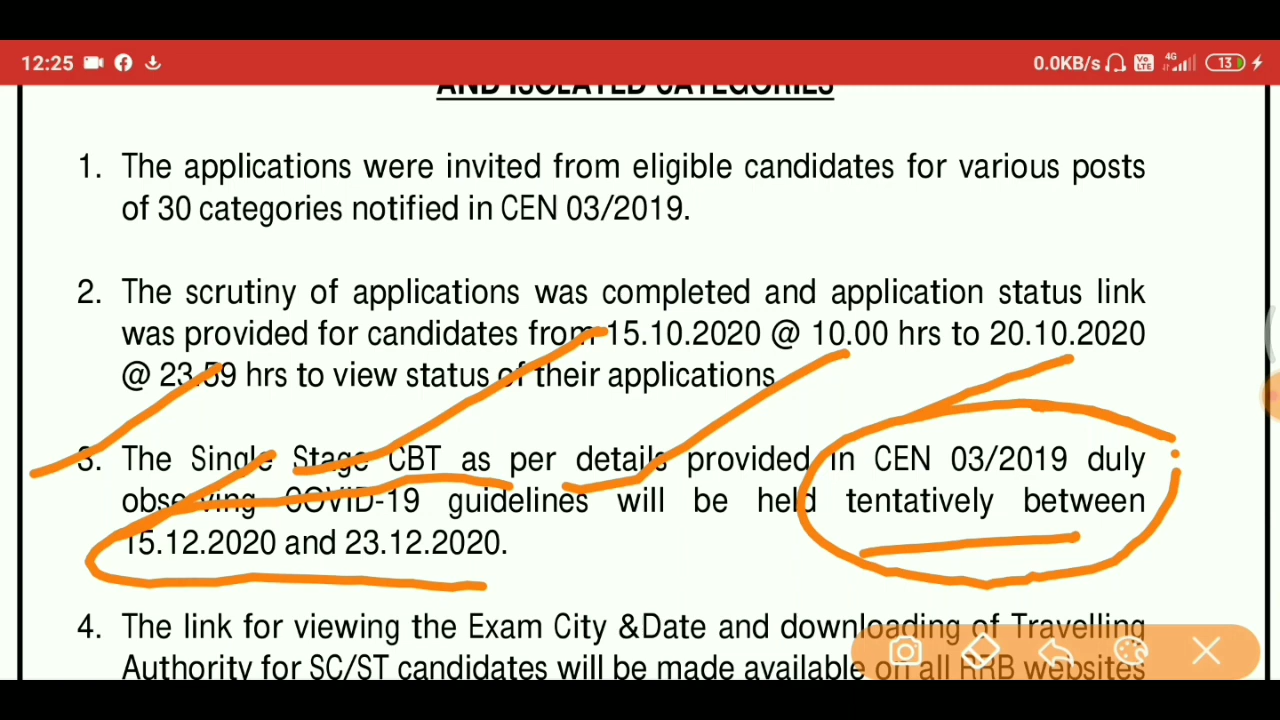 12:25 0.0KB/s Vo LTE 4G 13
AND ISOLATED CATEGORIES
1. The applications were invited from eligible candidates for various posts
of 30 categories notified in CEN 03/2019.
2. The scrutiny of applications was completed and application status link
was provided for candidates from 15.10.2020 @ 10.00 hrs to 20.10.2020
@ 23.59 hrs to view status of their applications
3. The Single Stage CBT as per details provided in CEN 03/2019 duly
observing COVID-19 guidelines will be held tentatively between
15.12.2020 and 23.12.2020.
4. The link for viewing the Exam City &Date and downloading of Travelling
Authority for SC/ST candidates will be made available on all RRB websites